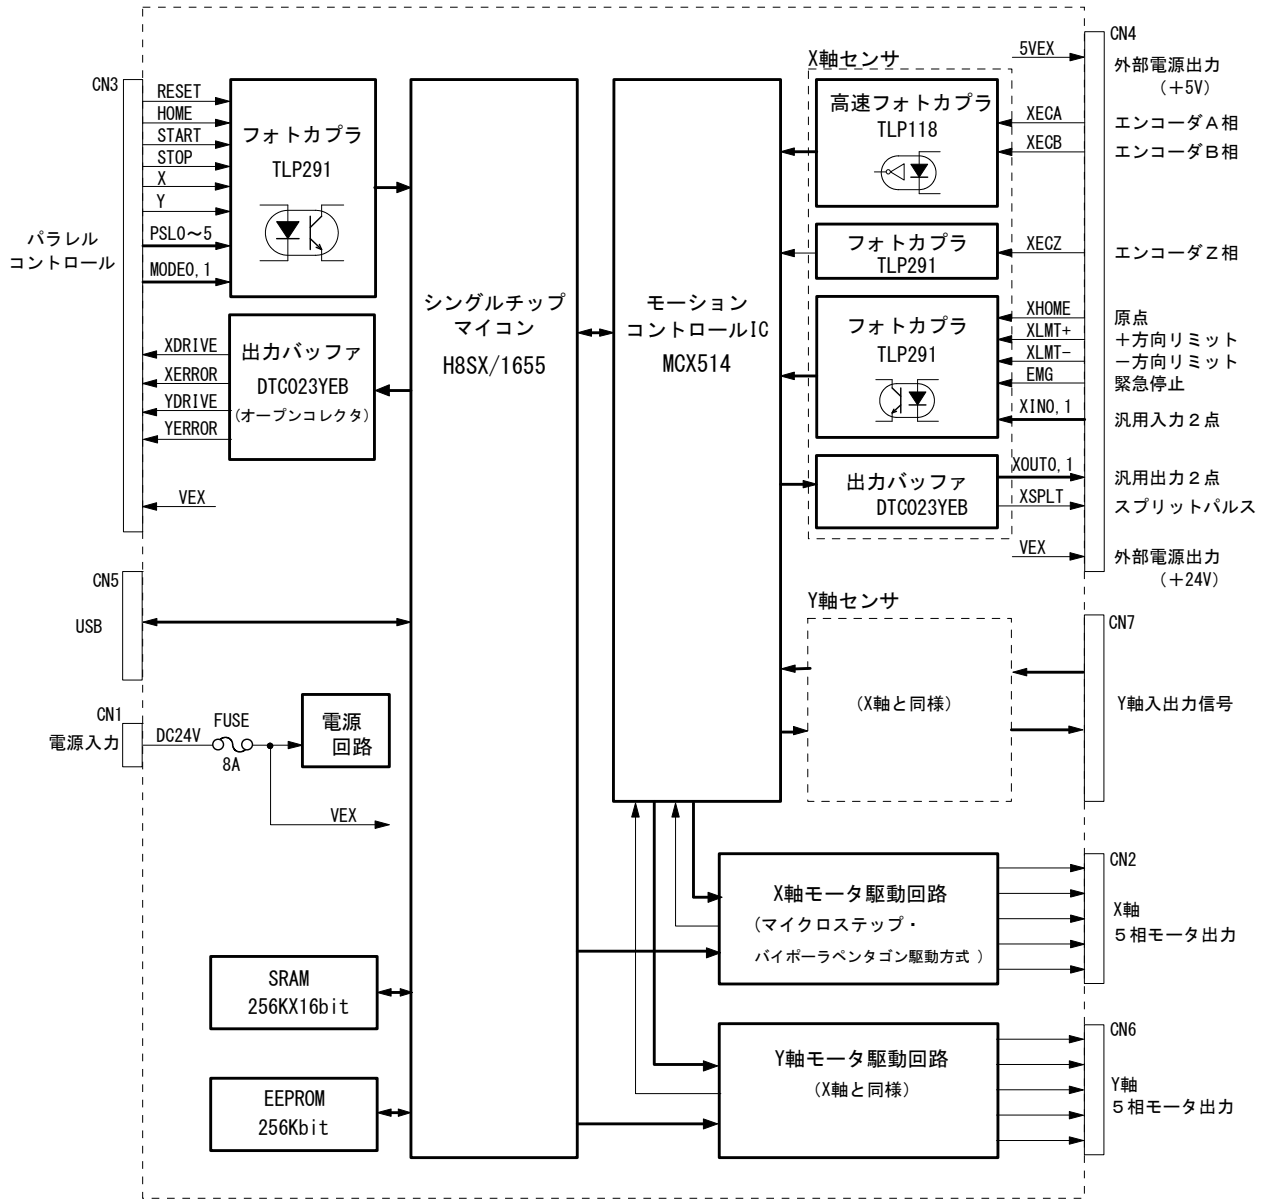 CN3
RESET
HOME
START
STOP
X
Y
PSL0～5
MODE0,1
パラレル
コントロール
フォトカプラ
TLP291
XDRIVE
XERROR
YDRIVE
YERROR
出力バッファ
DTC023YEB
(オープンコレクタ)
VEX
CN5
USB
CN1
電源入力
DC24V
FUSE
8A
電源
回路
VEX
SRAM
256KX16bit
EEPROM
256Kbit
シングルチップ
マイコン
H8SX/1655
モーション
コントロールIC
MCX514
X軸センサ
高速フォトカプラ
TLP118
フォトカプラ
TLP291
フォトカプラ
TLP291
出力バッファ
DTC023YEB
CN4
5VEX
外部電源出力
(＋5V)
XECA
エンコーダA相
XECB
エンコーダB相
XECZ
エンコーダZ相
XHOME
原点
XLMT+
＋方向リミット
XLMT-
－方向リミット
EMG
緊急停止
XIN0,1
汎用入力２点
XOUT0,1
汎用出力２点
XSPLT
スプリットパルス
VEX
外部電源出力
(＋24V)
Y軸センサ
(X軸と同様)
CN7
Y軸入出力信号
X軸モータ駆動回路
(マイクロステップ・
バイポーラペンタゴン駆動方式 )
CN2
X軸
５相モータ出力
Y軸モータ駆動回路
(X軸と同様)
CN6
Y軸
５相モータ出力